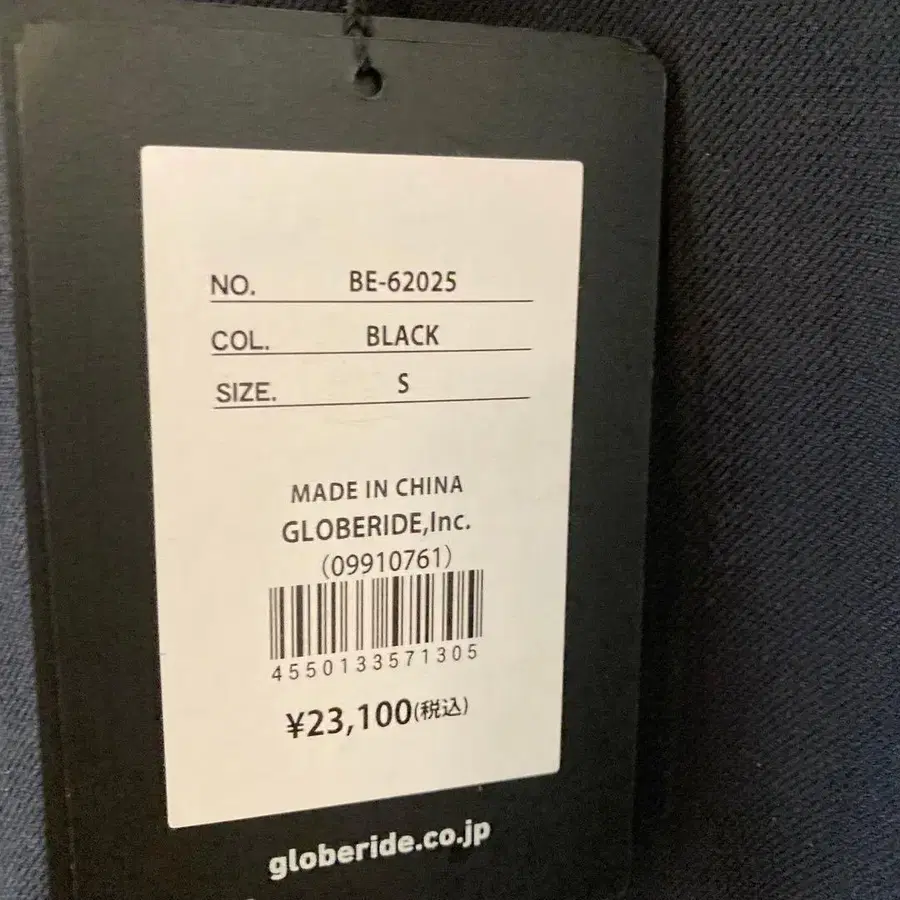 NO. BE-62025
COL. BLACK
SIZE. S
MADE IN CHINA
GLOBERIDE,Inc.
(09910761)
4550133571305
¥23,100(税込)
globeride.co.jp